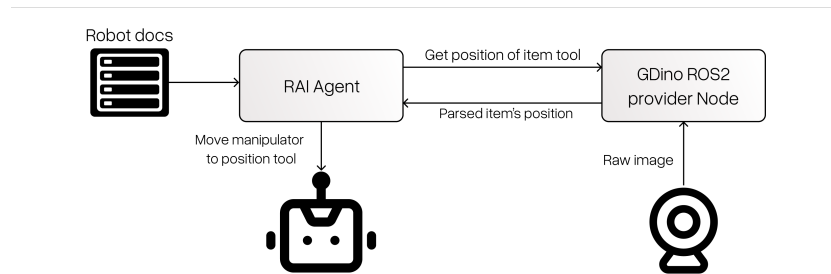 Robot docs
RAI Agent
Get position of item tool
Parsed item's position
GDino ROS2
provider Node
Move manipulator
to position tool
Raw image